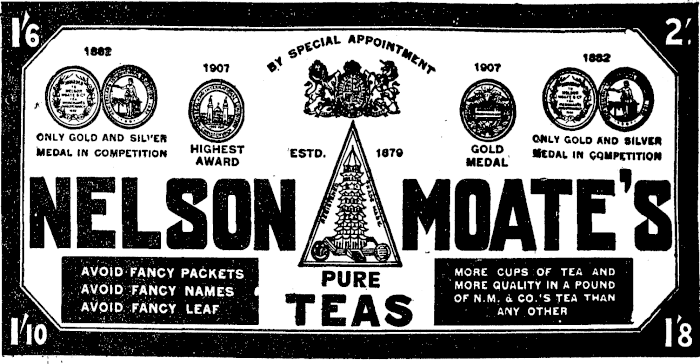 1/6
2/-
BY SPECIAL APPOINTMENT
1882
1907
1907
1882
ONLY GOLD AND SILVER
MEDAL IN COMPETITION
HIGHEST
AWARD
ESTD. 1879
GOLD
MEDAL
ONLY GOLD AND SILVER
MEDAL IN COMPETITION
NELSON MOATE'S
PURE
TEAS
AVOID FANCY PACKETS
AVOID FANCY NAMES
AVOID FANCY LEAF
MORE CUPS OF TEA AND
MORE QUALITY IN A POUND
OF N.M. & CO.'S TEA THAN
ANY OTHER
1/10
1/8